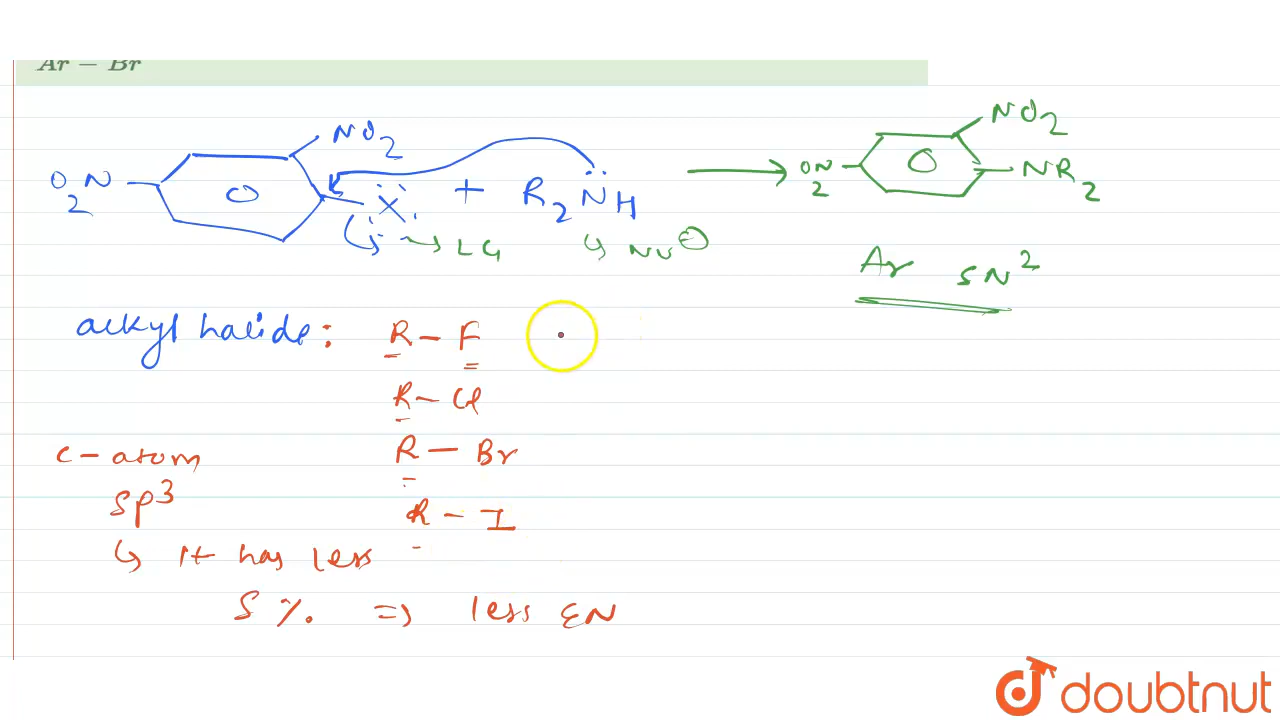 Ar – Br
NO2
O2N O X + R2NH
LG Nu⊖
NO2
O2N O NR2
Ar SN2
alkyl halide : R – F
R – Cl
R – Br
R – I
C – atom
sp3
↳ It has less
S %. ⇒ less EN
doubtnut